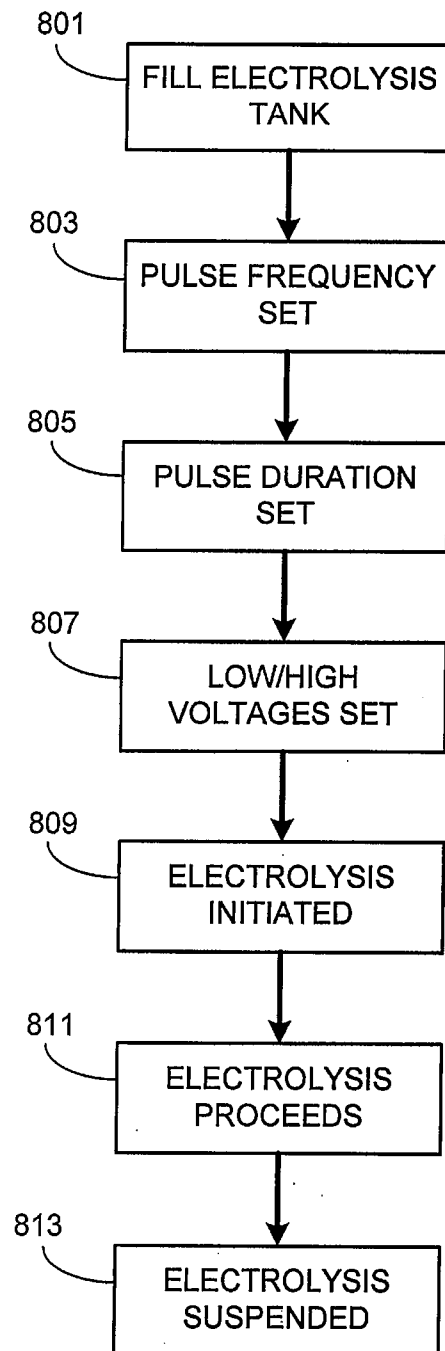 801
FILL ELECTROLYSIS
TANK
803
PULSE FREQUENCY
SET
805
PULSE DURATION
SET
807
LOW/HIGH
VOLTAGES SET
809
ELECTROLYSIS
INITIATED
811
ELECTROLYSIS
PROCEEDS
813
ELECTROLYSIS
SUSPENDED